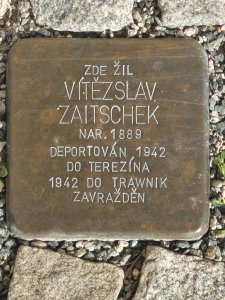 ZDE ŽIL
VÍTĚZSLAV
ZAITSCHEK
NAR. 1889
DEPORTOVÁN 1942
DO TEREZÍNA
1942 DO TRAWNIK
ZAVRAŽDĚN